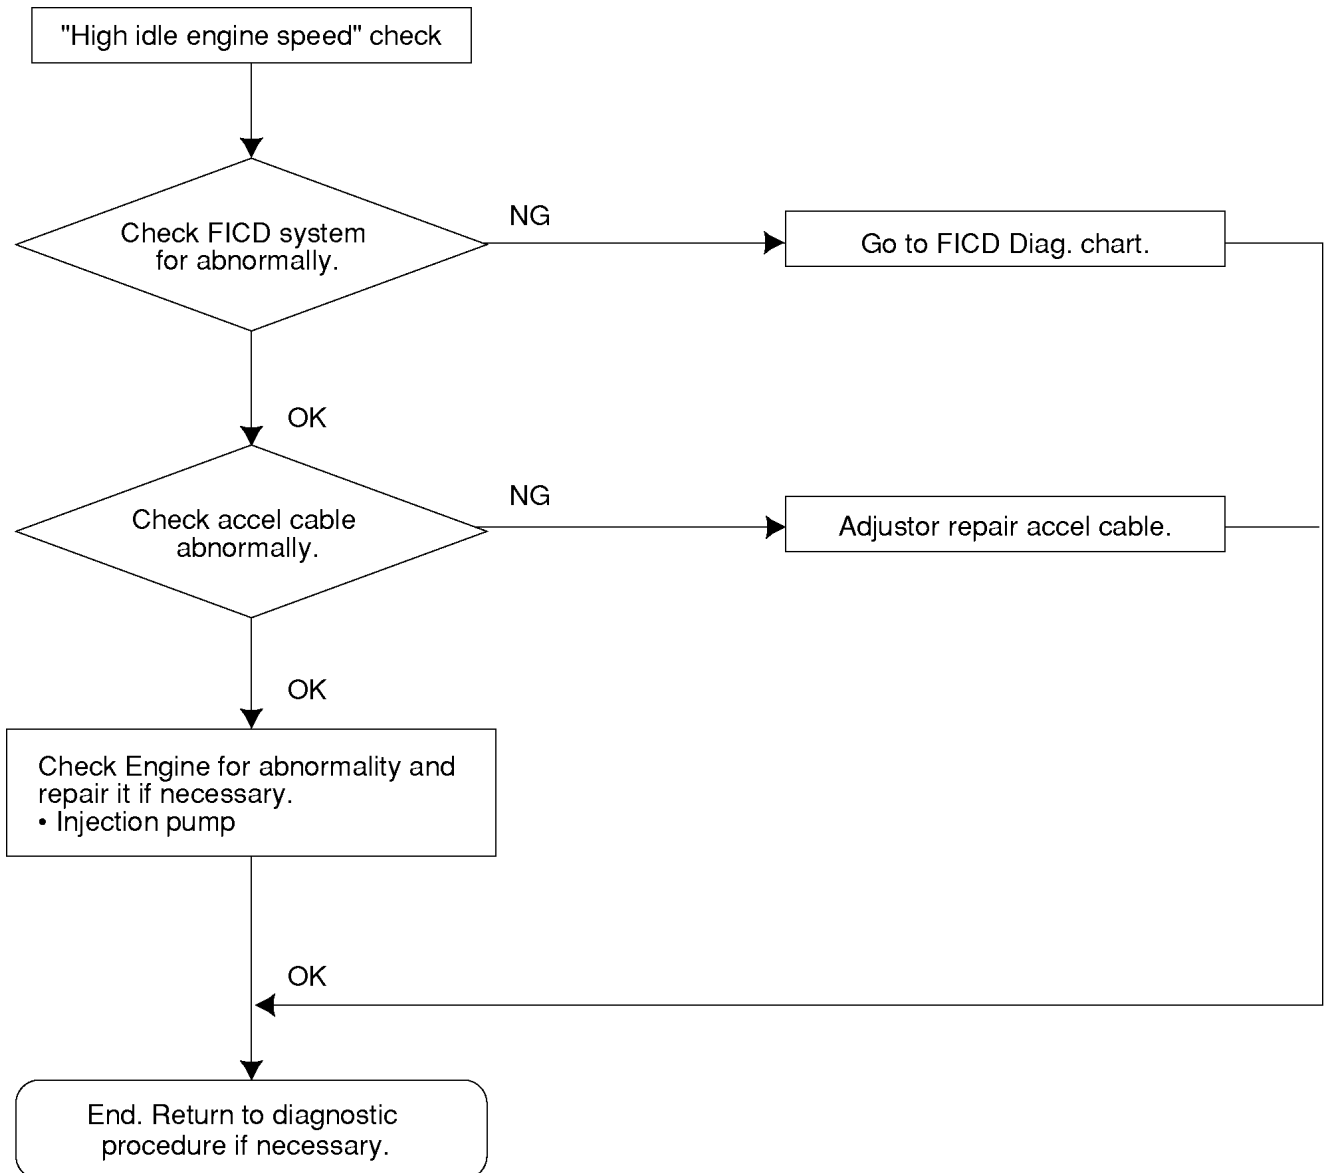 "High idle engine speed" check
Check FICD system
for abnormally.
NG
Go to FICD Diag. chart.
OK
Check accel cable
abnormally.
NG
Adjustor repair accel cable.
OK
Check Engine for abnormality and
repair it if necessary.
• Injection pump
OK
End. Return to diagnostic
procedure if necessary.